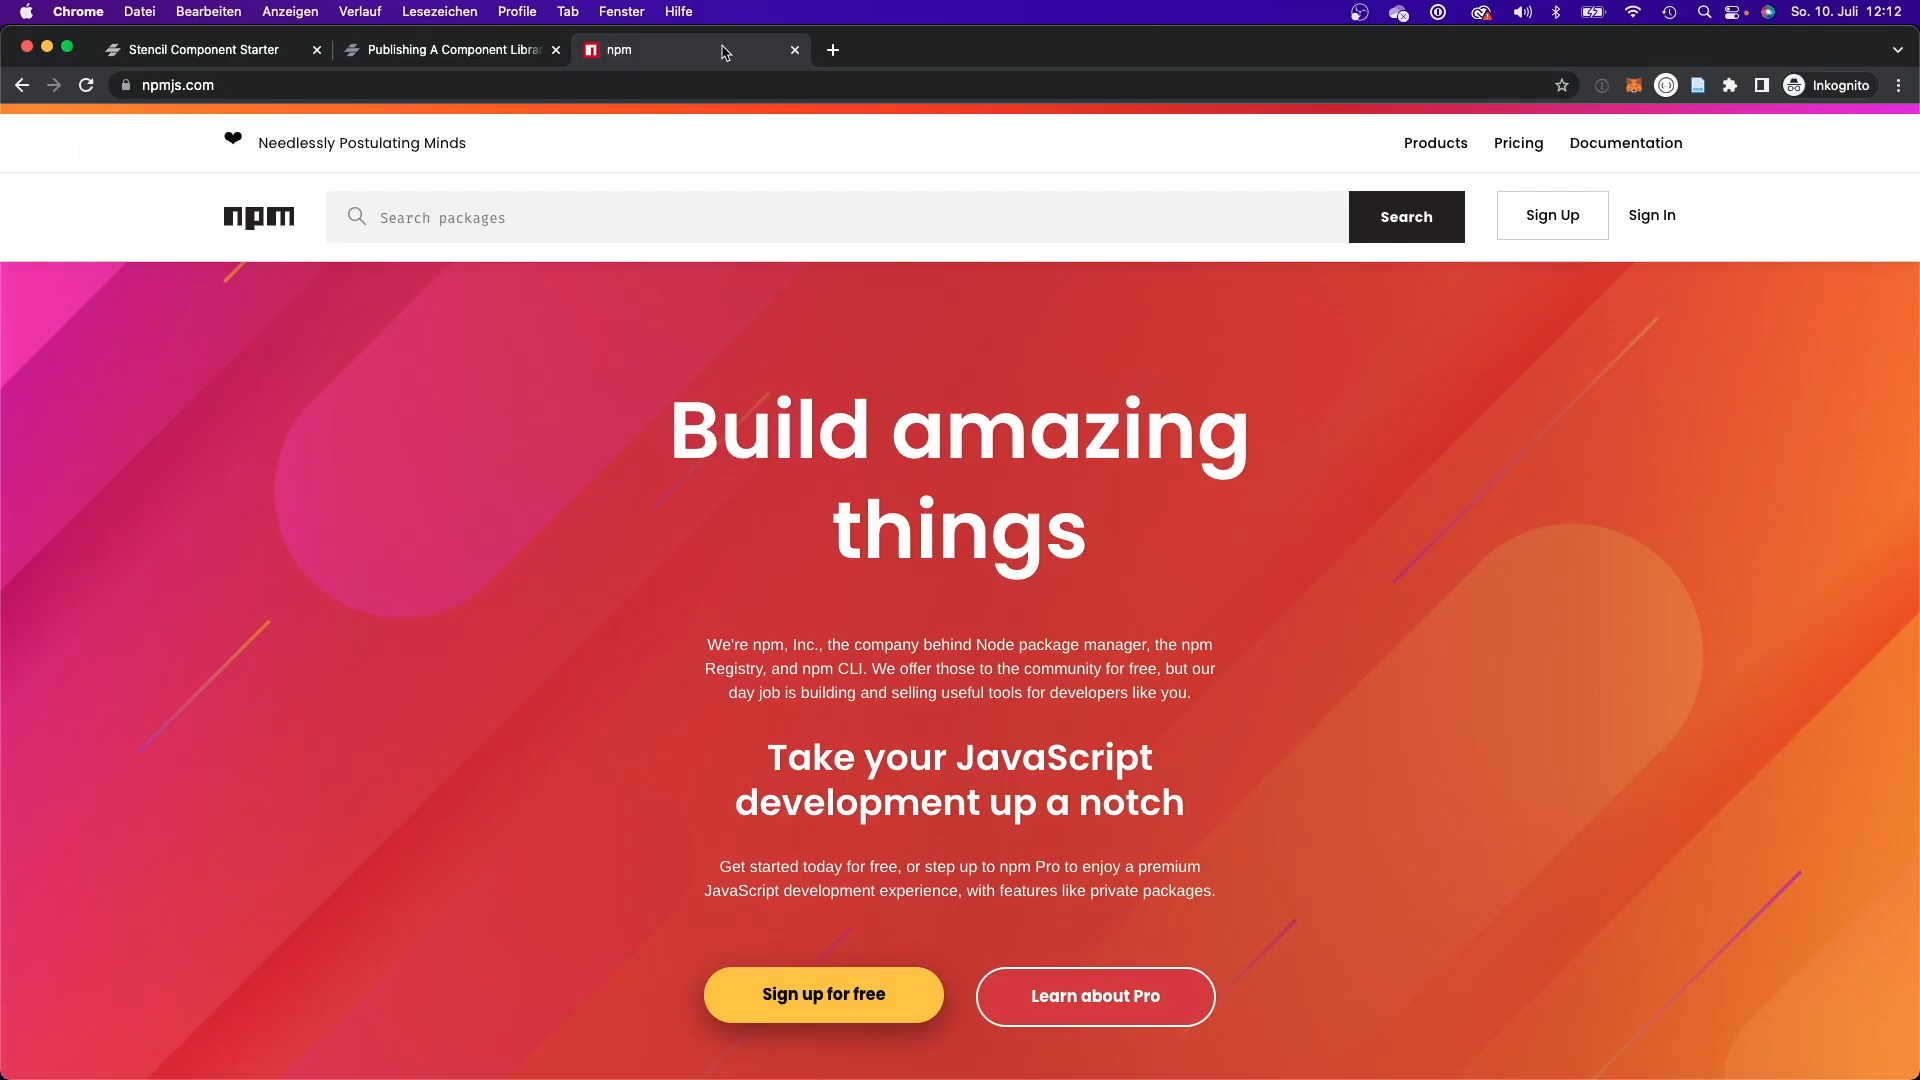 Chrome Datei Bearbeiten Anzeigen Verlauf Lesezeichen Profile Tab Fenster Hilfe So. 10. Juli 12:12
Stencil Component Starter Publishing A Component Libra npm
npmjs.com Inkognito
Needlessly Postulating Minds Products Pricing Documentation
npm Search packages Search Sign Up Sign In
Build amazing
things
We're npm, Inc., the company behind Node package manager, the npm
Registry, and npm CLI. We offer those to the community for free, but our
day job is building and selling useful tools for developers like you.
Take your JavaScript
development up a notch
Get started today for free, or step up to npm Pro to enjoy a premium
JavaScript development experience, with features like private packages.
Sign up for free Learn about Pro